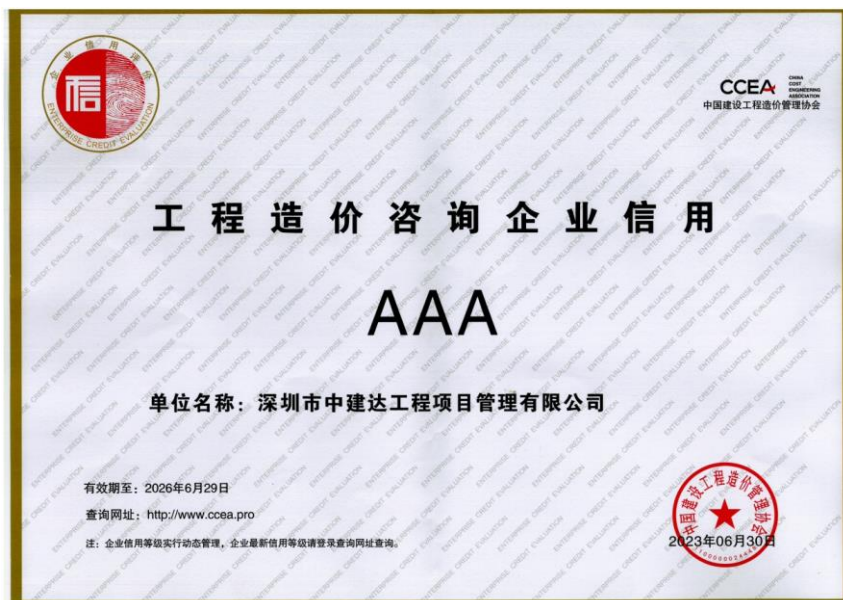 企业信用评价
信
ENTERPRISE CREDIT EVALUATION
CCEA
CHINA
COST
ENGINEERING
ASSOCIATION
中国建设工程造价管理协会
工程造价咨询企业信用
AAA
单位名称：深圳市中建达工程项目管理有限公司
有效期至：2026年6月29日
查询网址：http://www.ccea.pro
注：企业信用等级实行动态管理，企业最新信用等级请登录查询网址查询。
中国建设工程造价管理协会
2023年06月30日